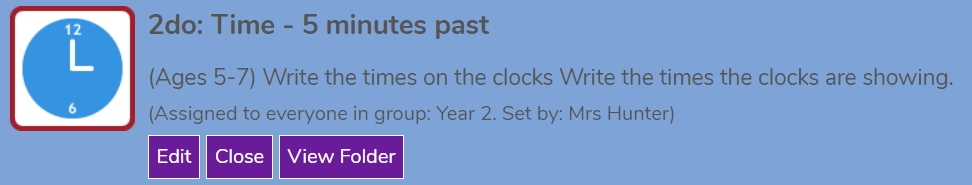 12
6
2do: Time - 5 minutes past
(Ages 5-7) Write the times on the clocks Write the times the clocks are showing.
(Assigned to everyone in group: Year 2. Set by: Mrs Hunter)
Edit Close View Folder